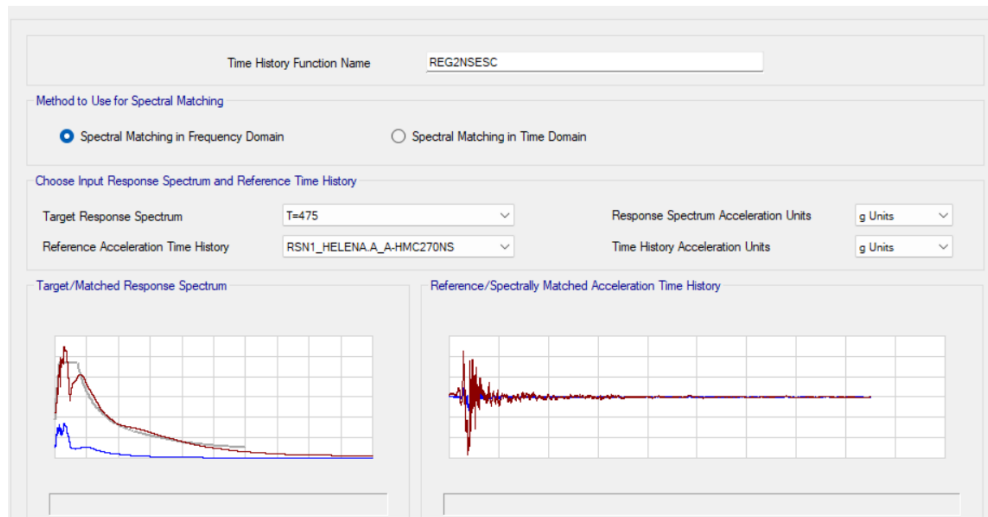 Time History Function Name REG2NSESC
Method to Use for Spectral Matching
Spectral Matching in Frequency Domain Spectral Matching in Time Domain
Choose Input Response Spectrum and Reference Time History
Target Response Spectrum T=475 Response Spectrum Acceleration Units g Units
Reference Acceleration Time History RSN1_HELENA.A_A-HMC270NS Time History Acceleration Units g Units
Target/Matched Response Spectrum Reference/Spectrally Matched Acceleration Time History